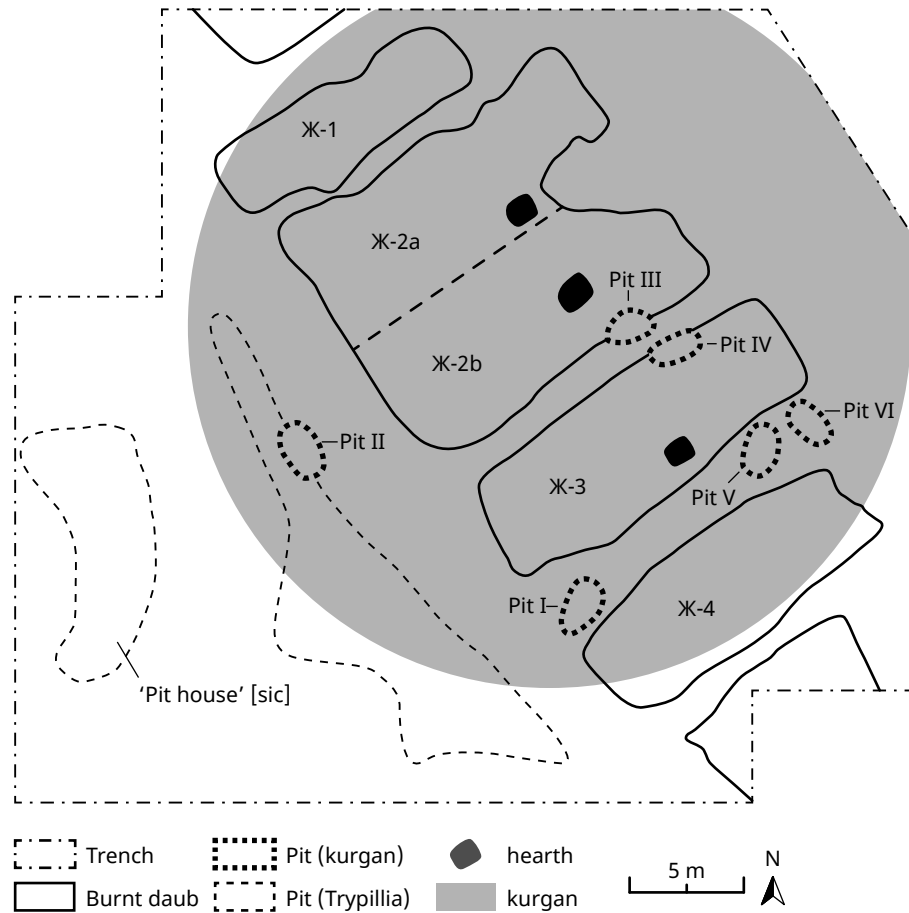 Ж-1
Ж-2a
Pit III
Pit IV
Ж-2b
Pit VI
Pit II
Ж-3
Pit V
Pit I
Ж-4
‘Pit house’ [sic]
Trench
Pit (kurgan)
hearth
5 m
N
Burnt daub
Pit (Trypillia)
kurgan